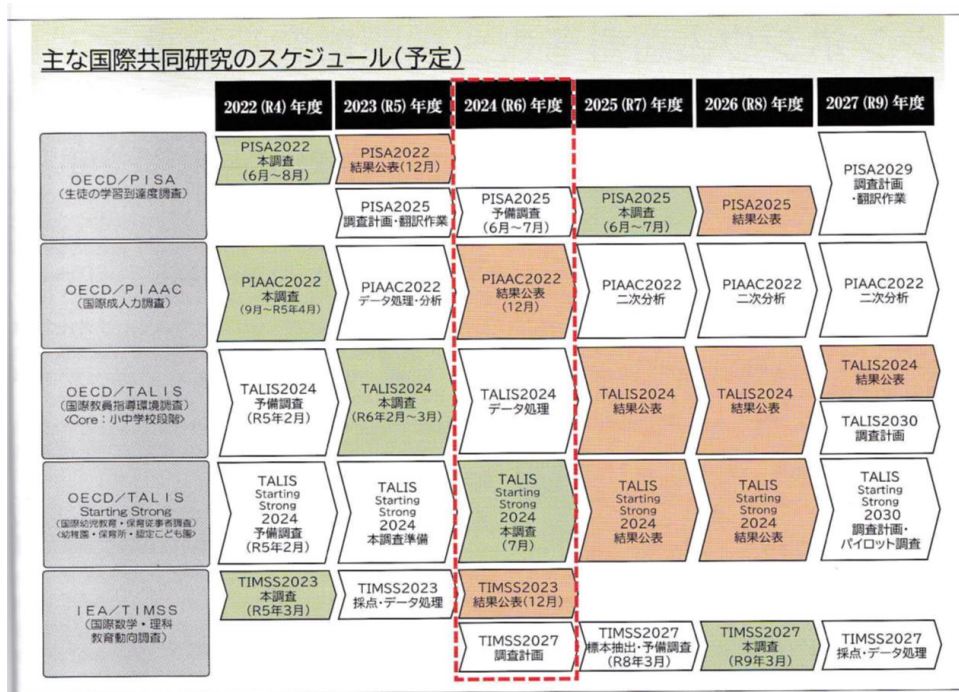 主な国際共同研究のスケジュール(予定)
2022(R4)年度
2023(R5)年度
2024(R6)年度
2025(R7)年度
2026(R8)年度
2027(R9)年度
OECD/PISA
(生徒の学習到達度調査)
PISA2022
本調査
(6月～8月)
PISA2022
結果公表(12月)
PISA2025
調査計画・翻訳作業
PISA2025
予備調査
(6月～7月)
PISA2025
本調査
(6月～7月)
PISA2025
結果公表
PISA2029
調査計画
・翻訳作業
OECD/PIAAC
(国際成人力調査)
PIAAC2022
本調査
(9月～R5年4月)
PIAAC2022
データ処理・分析
PIAAC2022
結果公表
(12月)
PIAAC2022
二次分析
PIAAC2022
二次分析
PIAAC2022
二次分析
OECD/TALIS
(国際教員指導環境調査)
<Core：小中学校段階>
TALIS2024
予備調査
(R5年2月)
TALIS2024
本調査
(R6年2月～3月)
TALIS2024
データ処理
TALIS2024
結果公表
TALIS2024
結果公表
TALIS2024
結果公表
TALIS2030
調査計画
OECD/TALIS
Starting Strong
(国際幼児教育・保育従事者調査)
<幼稚園・保育所・認定こども園>
TALIS
Starting
Strong
2024
予備調査
(R5年2月)
TALIS
Starting
Strong
2024
本調査準備
TALIS
Starting
Strong
2024
本調査
(7月)
TALIS
Starting
Strong
2024
結果公表
TALIS
Starting
Strong
2024
結果公表
TALIS
Starting
Strong
2030
調査計画・
パイロット調査
IEA/TIMSS
(国際数学・理科
教育動向調査)
TIMSS2023
本調査
(R5年3月)
TIMSS2023
採点・データ処理
TIMSS2023
結果公表(12月)
TIMSS2027
調査計画
TIMSS2027
標本抽出・予備調査
(R8年3月)
TIMSS2027
本調査
(R9年3月)
TIMSS2027
採点・データ処理